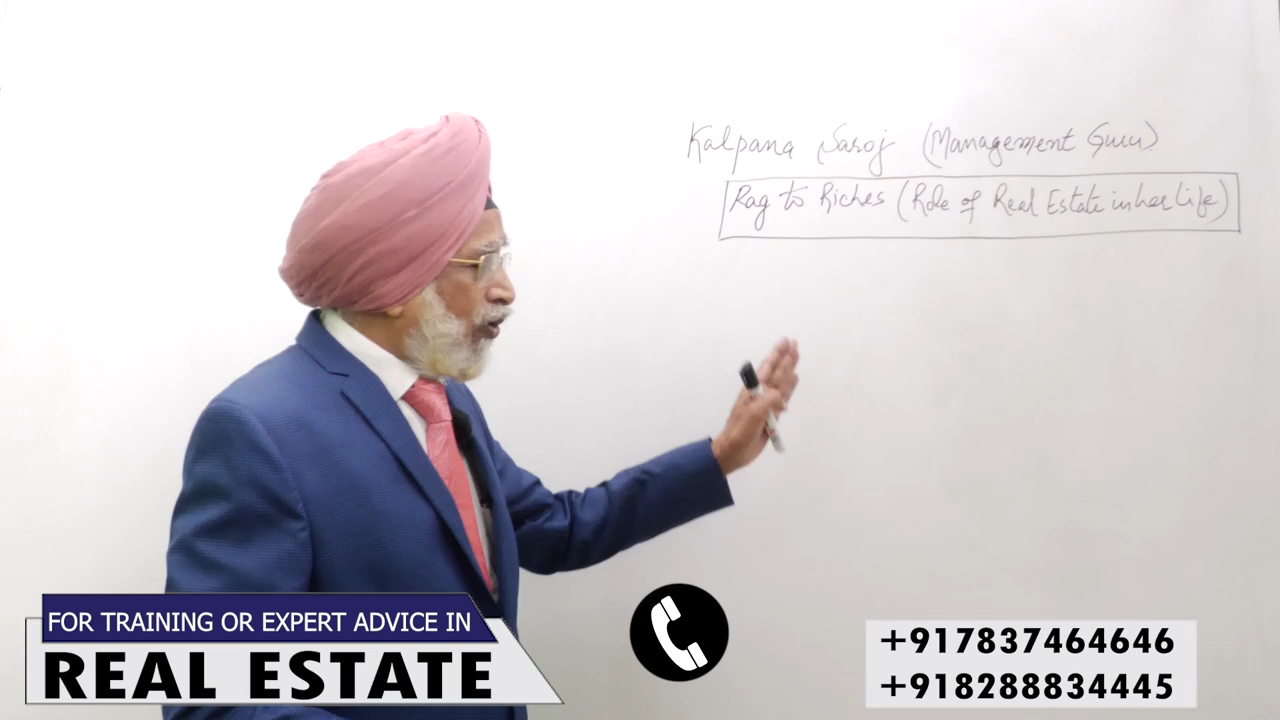 Kalpana Saroj (Management Guru)
Rag to Riches (Role of Real Estate in her Life)
FOR TRAINING OR EXPERT ADVICE IN
REAL ESTATE
+917837464646
+918288834445